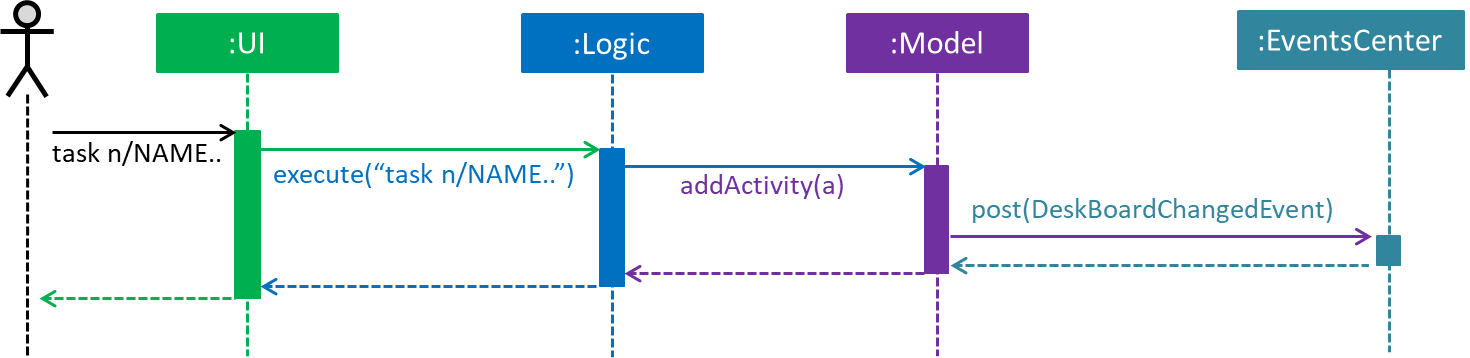 :UI
:Logic
:Model
:EventsCenter
task n/NAME..
execute(“task n/NAME..”)
addActivity(a)
post(DeskBoardChangedEvent)